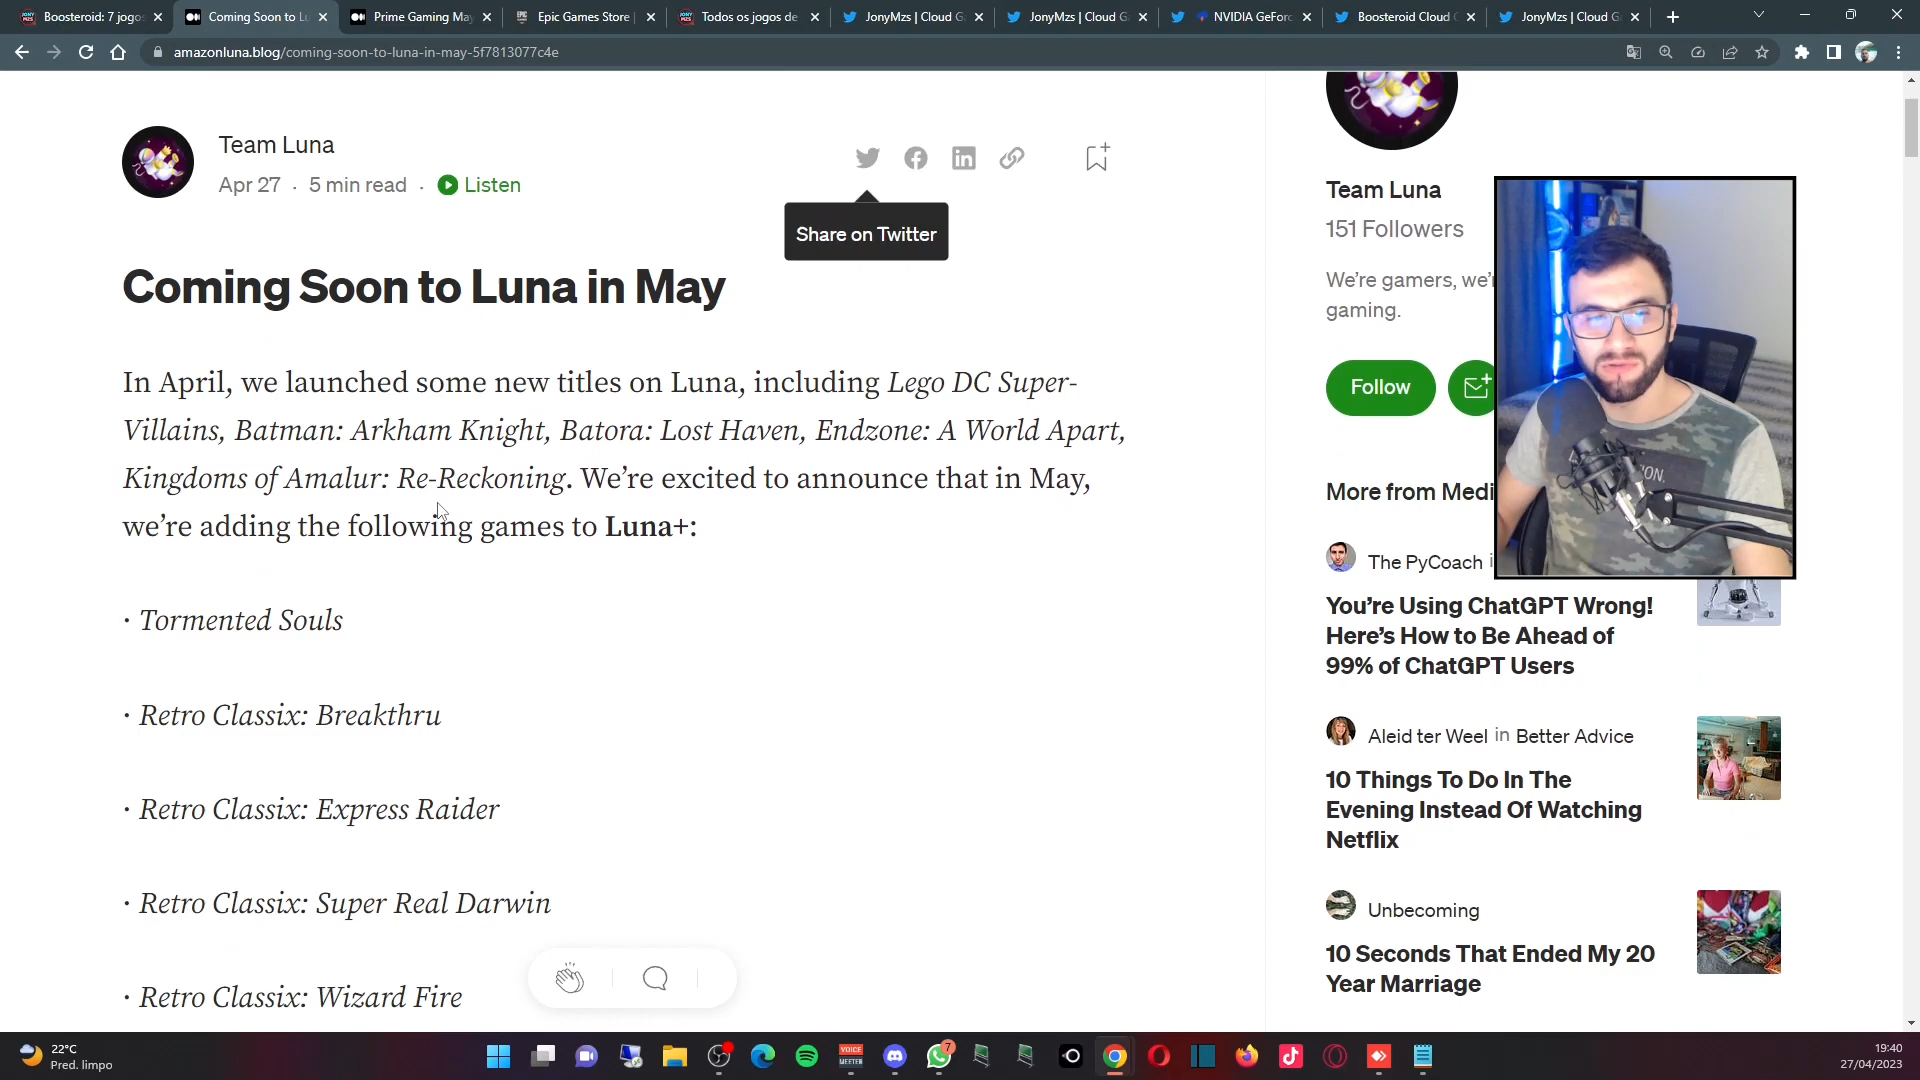 Boosteroid: 7 jogos
Coming Soon to Lu
Prime Gaming May
Epic Games Store |
Todos os jogos de
JonyMzs | Cloud G
JonyMzs | Cloud G
NVIDIA GeForc
Boosteroid Cloud
JonyMzs | Cloud G
amazonluna.blog/coming-soon-to-luna-in-may-5f7813077c4e
Team Luna
Apr 27 · 5 min read · Listen
Share on Twitter
Coming Soon to Luna in May
In April, we launched some new titles on Luna, including Lego DC Super-
Villains, Batman: Arkham Knight, Batora: Lost Haven, Endzone: A World Apart,
Kingdoms of Amalur: Re-Reckoning. We’re excited to announce that in May,
we’re adding the following games to Luna+:
· Tormented Souls
· Retro Classix: Breakthru
· Retro Classix: Express Raider
· Retro Classix: Super Real Darwin
· Retro Classix: Wizard Fire
Team Luna
151 Followers
We’re gamers, we’r
gaming.
Follow
More from Medi
The PyCoach i
You’re Using ChatGPT Wrong!
Here’s How to Be Ahead of
99% of ChatGPT Users
Aleid ter Weel in Better Advice
10 Things To Do In The
Evening Instead Of Watching
Netflix
Unbecoming
10 Seconds That Ended My 20
Year Marriage
22°C
Pred. limpo
VOICE
MEETER
7
19:40
27/04/2023